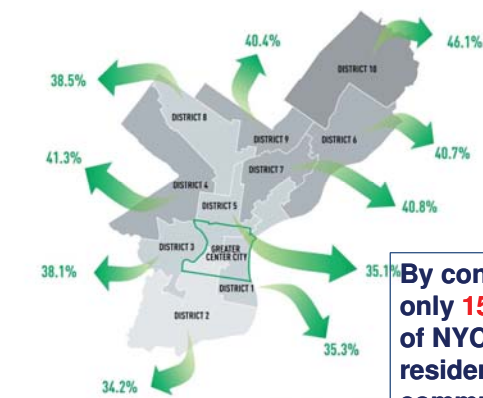 40.4%
46.1%
DISTRICT 10
38.5%
DISTRICT 8
DISTRICT 9
DISTRICT 6
40.7%
41.3%
DISTRICT 7
DISTRICT 4
40.8%
DISTRICT 5
DISTRICT 3
GREATER
CENTER CITY
38.1%
35.1%
DISTRICT 1
DISTRICT 2
35.3%
34.2%
By con
only 15
of NYC
resider